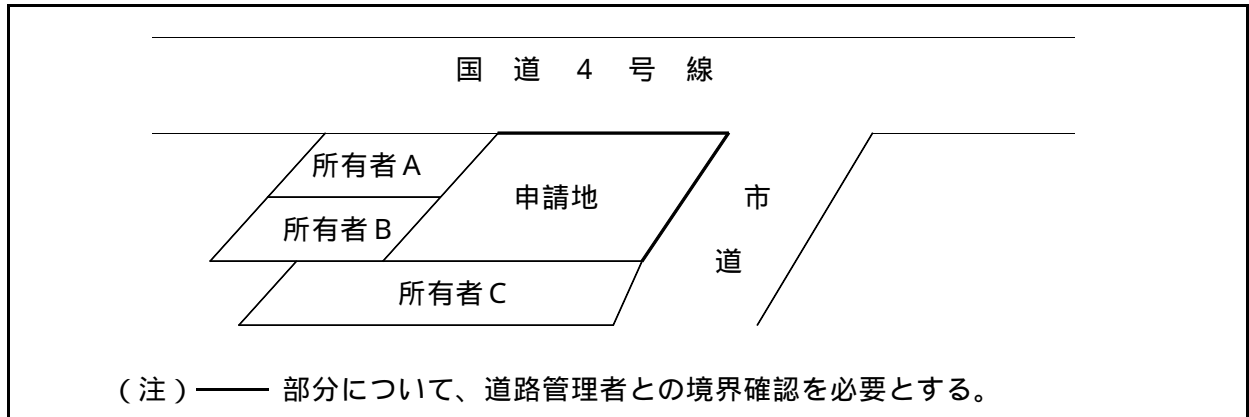 国 道 4 号 線
所有者A
申請地
市
所有者B
道
所有者C
(注)―― 部分について、道路管理者との境界確認を必要とする。